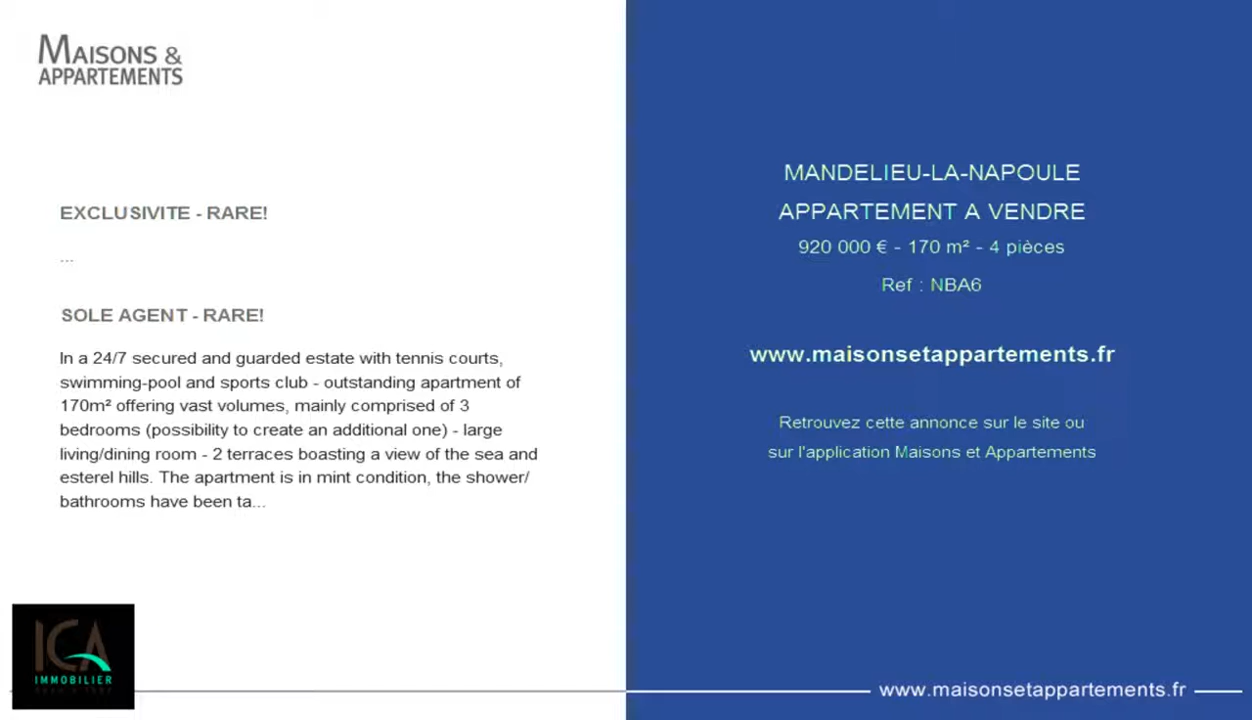 MAISONS &
APPARTEMENTS
EXCLUSIVITE - RARE!
...
SOLE AGENT - RARE!
In a 24/7 secured and guarded estate with tennis courts,
swimming-pool and sports club - outstanding apartment of
170m² offering vast volumes, mainly comprised of 3
bedrooms (possibility to create an additional one) - large
living/dining room - 2 terraces boasting a view of the sea and
esterel hills. The apartment is in mint condition, the shower/
bathrooms have been ta...
ICA
IMMOBILIER
MANDELIEU-LA-NAPOULE
APPARTEMENT A VENDRE
920 000 € - 170 m² - 4 pièces
Ref : NBA6
www.maisonsetappartements.fr
Retrouvez cette annonce sur le site ou
sur l'application Maisons et Appartements
www.maisonsetappartements.fr